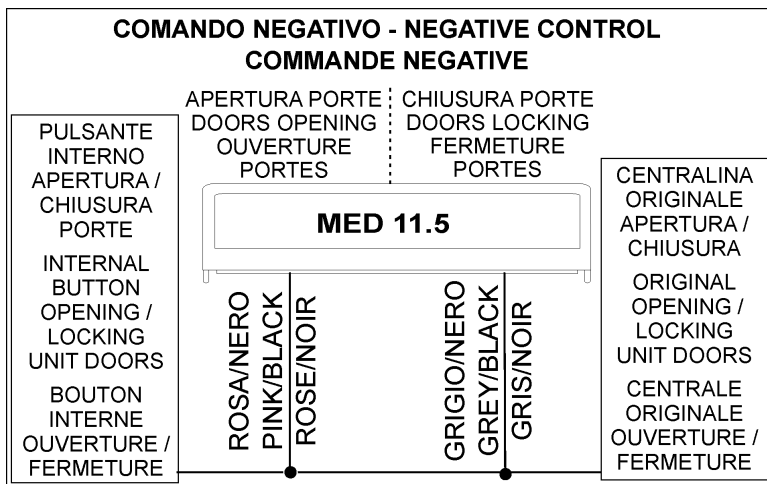 COMANDO NEGATIVO - NEGATIVE CONTROL
COMMANDE NEGATIVE
PULSANTE
INTERNO
APERTURA /
CHIUSURA
PORTE
INTERNAL
BUTTON
OPENING /
LOCKING
UNIT DOORS
BOUTON
INTERNE
OUVERTURE /
FERMETURE
APERTURA PORTE
DOORS OPENING
OUVERTURE
PORTES
CHIUSURA PORTE
DOORS LOCKING
FERMETURE
PORTES
MED 11.5
ROSA/NERO
PINK/BLACK
ROSE/NOIR
GRIGIO/NERO
GREY/BLACK
GRIS/NOIR
CENTRALINA
ORIGINALE
APERTURA /
CHIUSURA
ORIGINAL
OPENING /
LOCKING
UNIT DOORS
CENTRALE
ORIGINALE
OUVERTURE /
FERMETURE